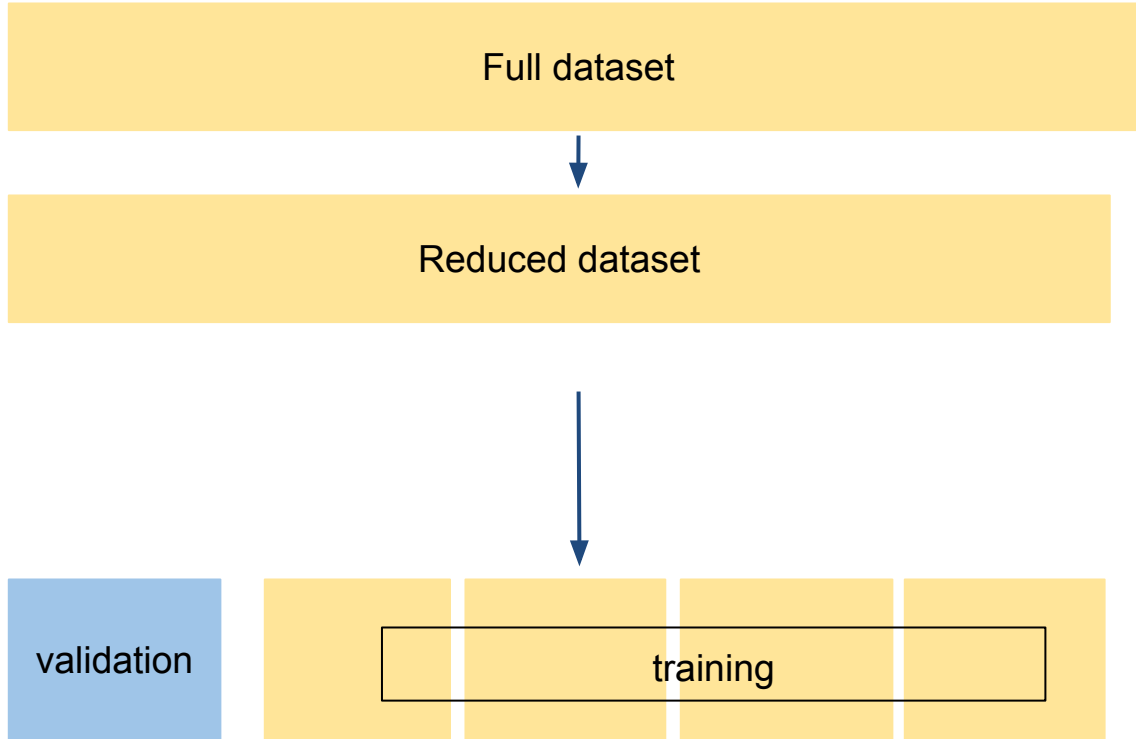 Full dataset
Reduced dataset
validation
training